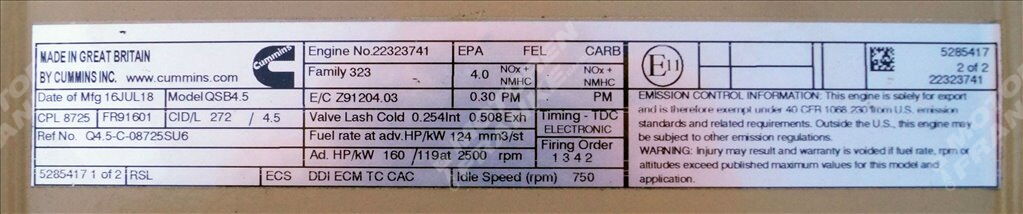 MADE IN GREAT BRITAIN
BY CUMMINS INC. www.cummins.com
Cummins
Date of Mfg 16JUL18 Model QSB4.5
CPL 8725 FR91601 CID/L 272 / 4.5
Ref No. Q4.5-C-08725SU6
5285417 1 of 2 RSL ECS
Engine No.22323741 EPA FEL CARB
Family 323 4.0 NOx + NMHC NOx + NMHC
E/C Z91204.03 0.30 PM PM
Valve Lash Cold 0.254Int 0.508Exh Timing - TDC
Fuel rate at adv.HP/kW 124 mm3/st ELECTRONIC
Ad. HP/kW 160 /119at 2500 rpm Firing Order
1 3 4 2
DDI ECM TC CAC Idle Speed (rpm) 750
E11
5285417
2 of 2
22323741
EMISSION CONTROL INFORMATION: This engine is solely for export
and is therefore exempt under 40 CFR 1068.230 from U.S. emission
standards and related requirements. Outside the U.S., this engine may
be subject to other emission regulations.
WARNING: Injury may result and warranty is voided if fuel rate, rpm or
altitudes exceed published maximum values for this model and
application.